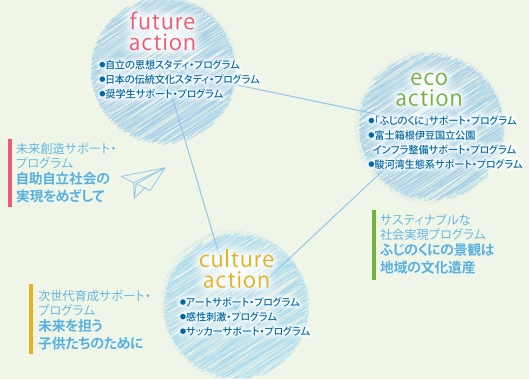 future
action
●自立の思想スタディ・プログラム
●日本の伝統文化スタディ・プログラム
●奨学生サポート・プログラム
eco
action
●「ふじのくに」サポート・プログラム
●富士箱根伊豆国立公園
インフラ整備サポート・プログラム
●駿河湾生態系サポート・プログラム
未来創造サポート・
プログラム
自助自立社会の
実現をめざして
サスティナブルな
社会実現プログラム
ふじのくにの景観は
地域の文化遺産
culture
action
●アートサポート・プログラム
●感性刺激・プログラム
●サッカーサポート・プログラム
次世代育成サポート・
プログラム
未来を担う
子供たちのために